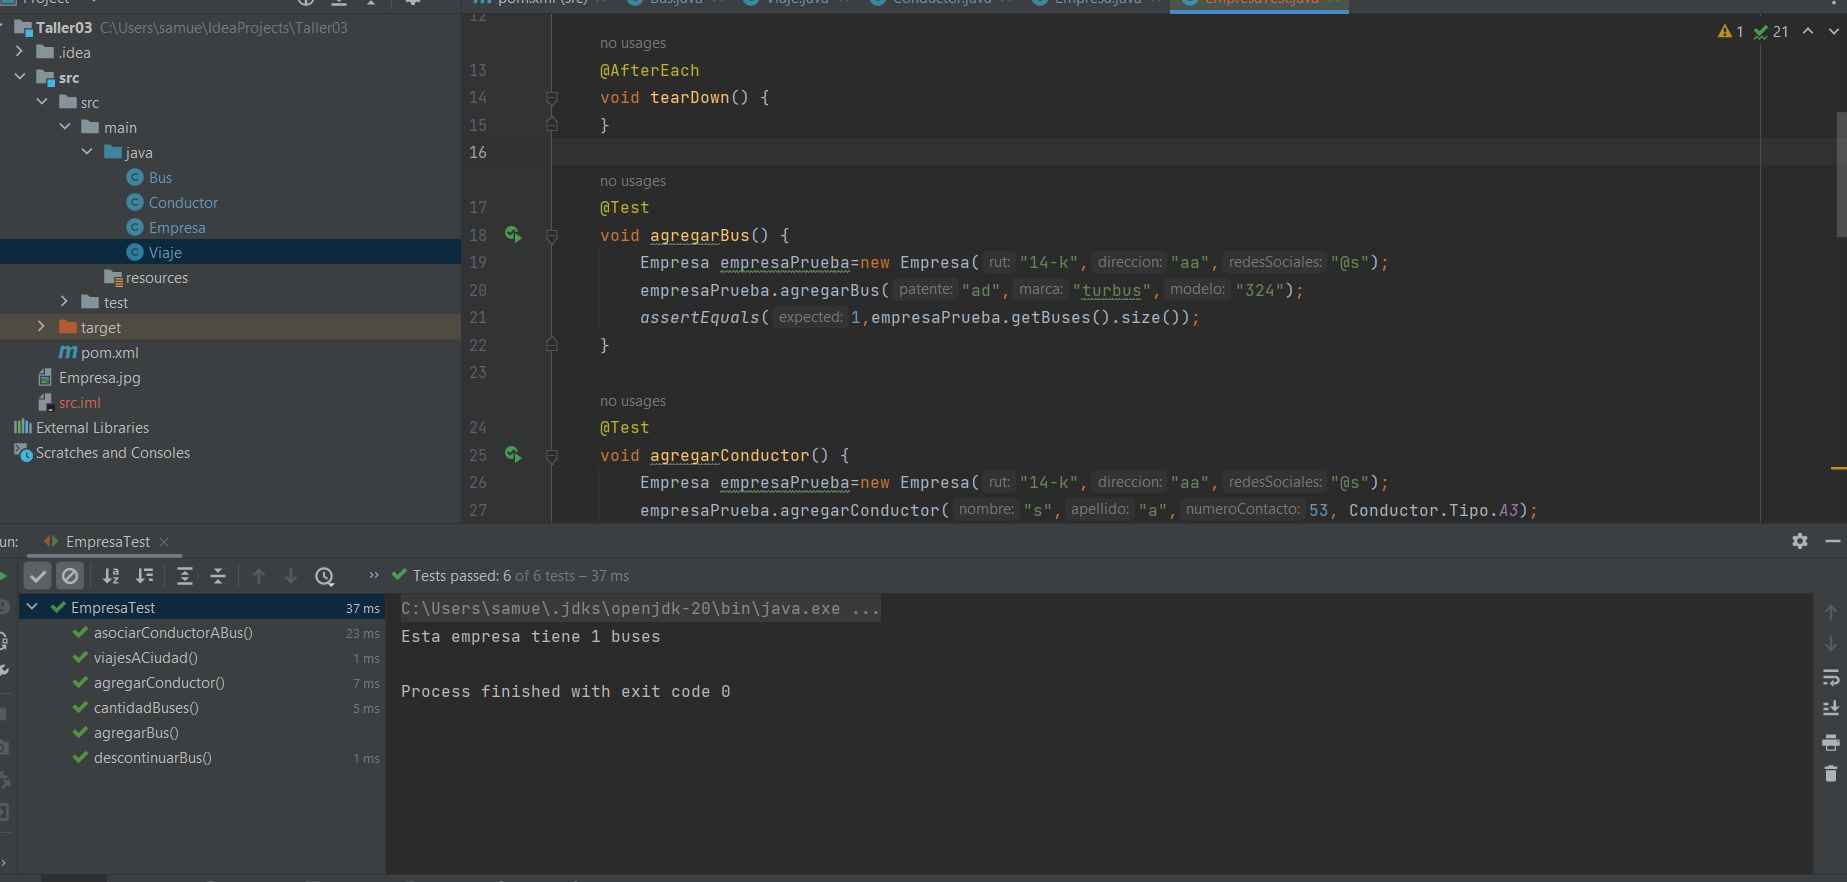 Project
pom.xml (src)
Bus.java
Viaje.java
Conductor.java
Empresa.java
EmpresaTest.java
Taller03 C:\Users\samue\IdeaProjects\Taller03
.idea
src
src
main
java
Bus
Conductor
Empresa
Viaje
resources
test
target
pom.xml
Empresa.jpg
src.iml
External Libraries
Scratches and Consoles
1 21
12
no usages
13 @AfterEach
14 void tearDown() {
15 }
16
no usages
17 @Test
18 void agregarBus() {
19 Empresa empresaPrueba=new Empresa( rut: "14-k", direccion: "aa", redesSociales: "@s");
20 empresaPrueba.agregarBus( patente: "ad", marca: "turbus", modelo: "324");
21 assertEquals( expected: 1,empresaPrueba.getBuses().size());
22 }
23
no usages
24 @Test
25 void agregarConductor() {
26 Empresa empresaPrueba=new Empresa( rut: "14-k", direccion: "aa", redesSociales: "@s");
27 empresaPrueba.agregarConductor( nombre: "s", apellido: "a", numeroContacto: 53, Conductor.Tipo.A3);
un: EmpresaTest
Tests passed: 6 of 6 tests – 37 ms
EmpresaTest 37 ms
asociarConductorABus() 23 ms
viajesACiudad() 1 ms
agregarConductor() 7 ms
cantidadBuses() 5 ms
agregarBus()
descontinuarBus() 1 ms
C:\Users\samue\.jdks\openjdk-20\bin\java.exe ...
Esta empresa tiene 1 buses
Process finished with exit code 0